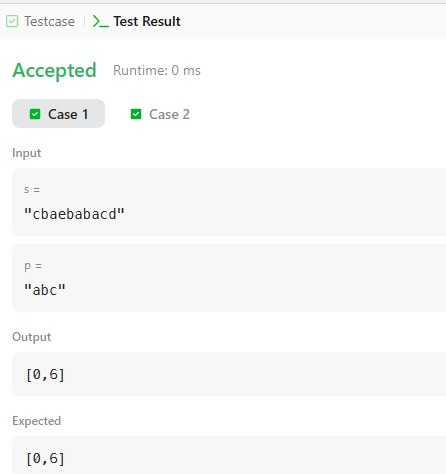 Testcase
Test Result
Accepted Runtime: 0 ms
Case 1 Case 2
Input
s =
"cbaebabacd"
p =
"abc"
Output
[0,6]
Expected
[0,6]